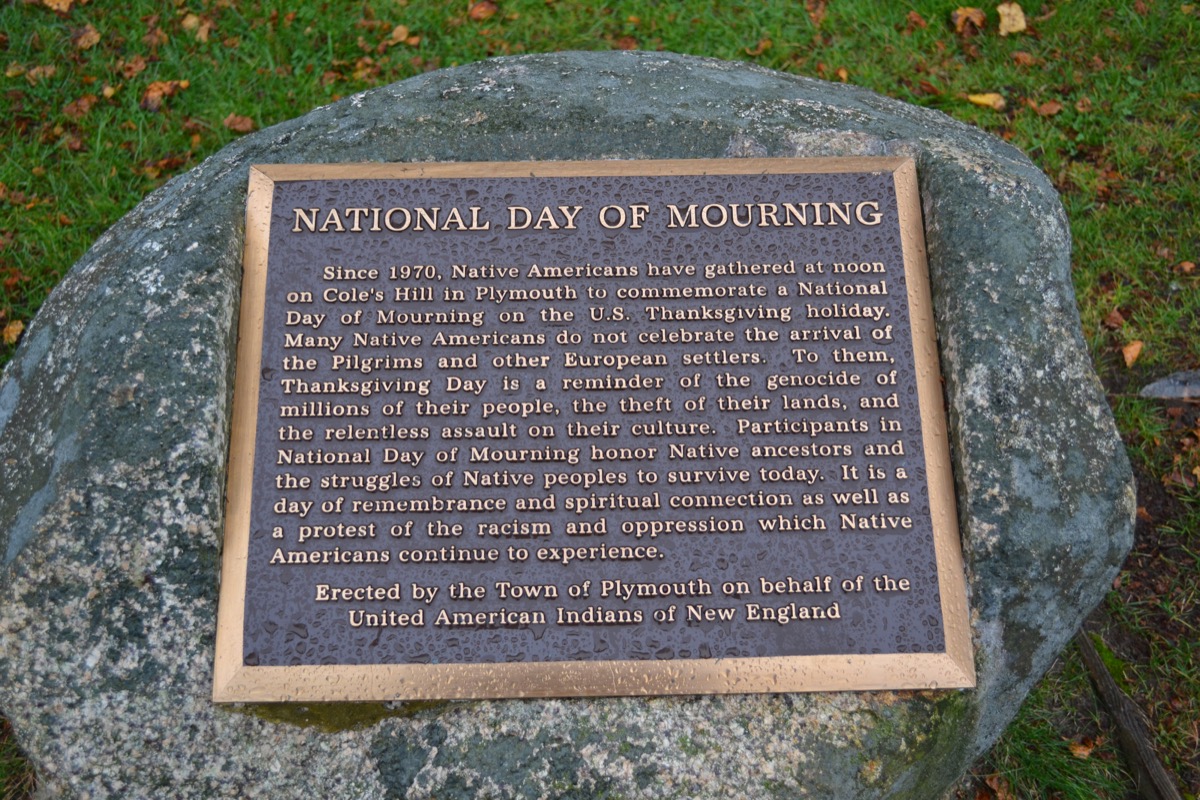 NATIONAL DAY OF MOURNING
Since 1970, Native Americans have gathered at noon
on Cole's Hill in Plymouth to commemorate a National
Day of Mourning on the U.S. Thanksgiving holiday.
Many Native Americans do not celebrate the arrival of
the Pilgrims and other European settlers. To them,
Thanksgiving Day is a reminder of the genocide of
millions of their people, the theft of their lands, and
the relentless assault on their culture. Participants in
National Day of Mourning honor Native ancestors and
the struggles of Native peoples to survive today. It is a
day of remembrance and spiritual connection as well as
a protest of the racism and oppression which Native
Americans continue to experience.
Erected by the Town of Plymouth on behalf of the
United American Indians of New England